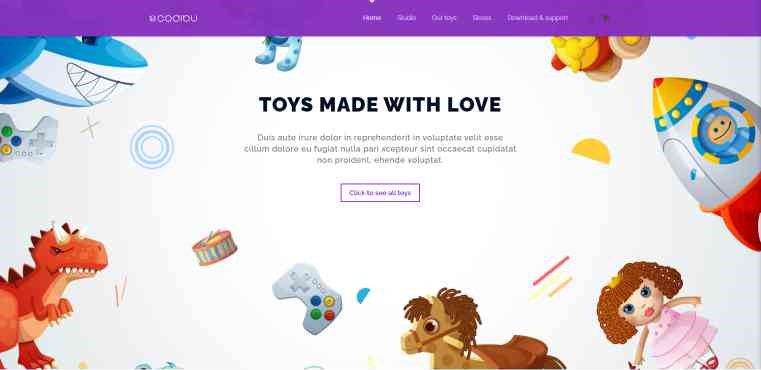 codibu
Home Studio Our toys Stores Download & support
TOYS MADE WITH LOVE
Duis aute irure dolor in reprehenderit in voluptate velit esse
cillum dolore eu fugiat nulla pari xcepteur sint occaecat cupidatat
non proident, ehende voluptat.
Click to see all toys